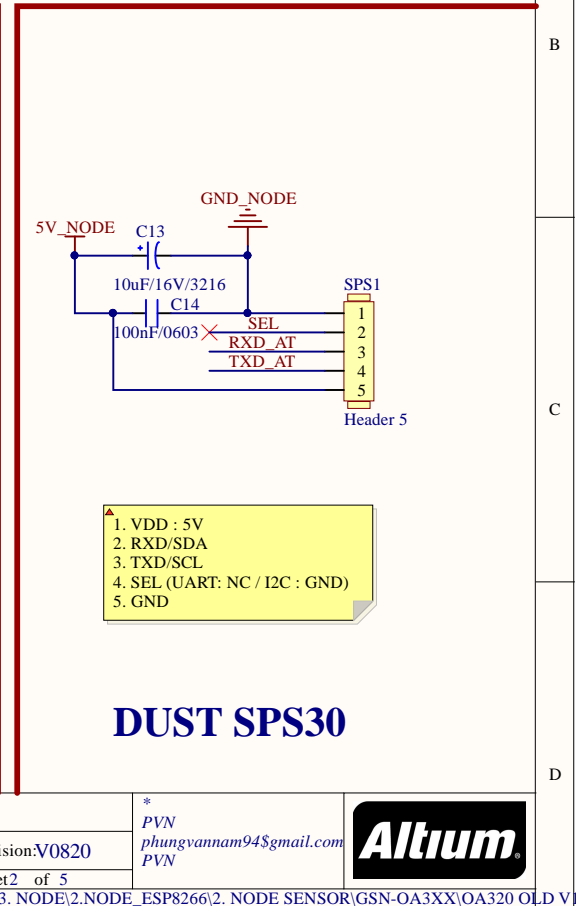 B
GND_NODE
5V_NODE
C13
10uF/16V/3216
C14
100nF/0603
SPS1
1
SEL
2
RXD_AT
3
TXD_AT
4
5
Header 5
C
1. VDD : 5V
2. RXD/SDA
3. TXD/SCL
4. SEL (UART: NC / I2C : GND)
5. GND
DUST SPS30
D
*
PVN
phungvannam94$gmail.com
PVN
Altium
ision:V0820
et2 of 5
3. NODE\2.NODE_ESP8266\2. NODE SENSOR\GSN-OA3XX\OA320 OLD V